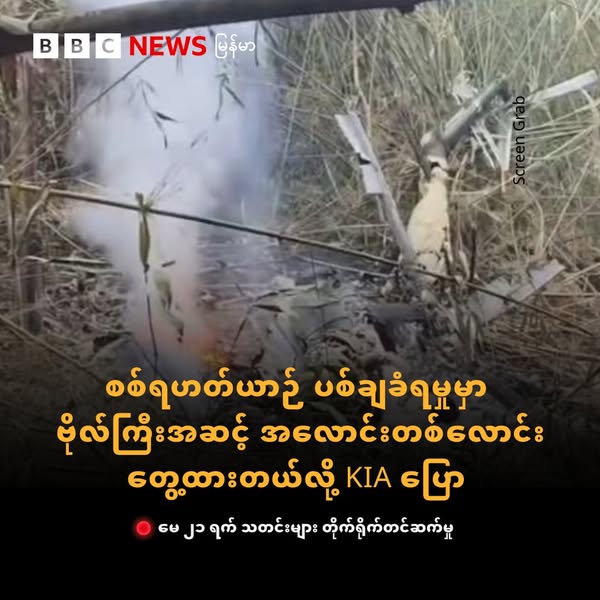 BBC NEWS မြန်မာ
Screen Grab
စစ်ရဟတ်ယာဉ် ပစ်ချခံရမှုမှာ
ဗိုလ်ကြီးအဆင့် အလောင်းတစ်လောင်း
တွေ့ထားတယ်လို့ KIA ပြော
မေ ၂၁ ရက် သတင်းများ တိုက်ရိုက်တင်ဆက်မှု